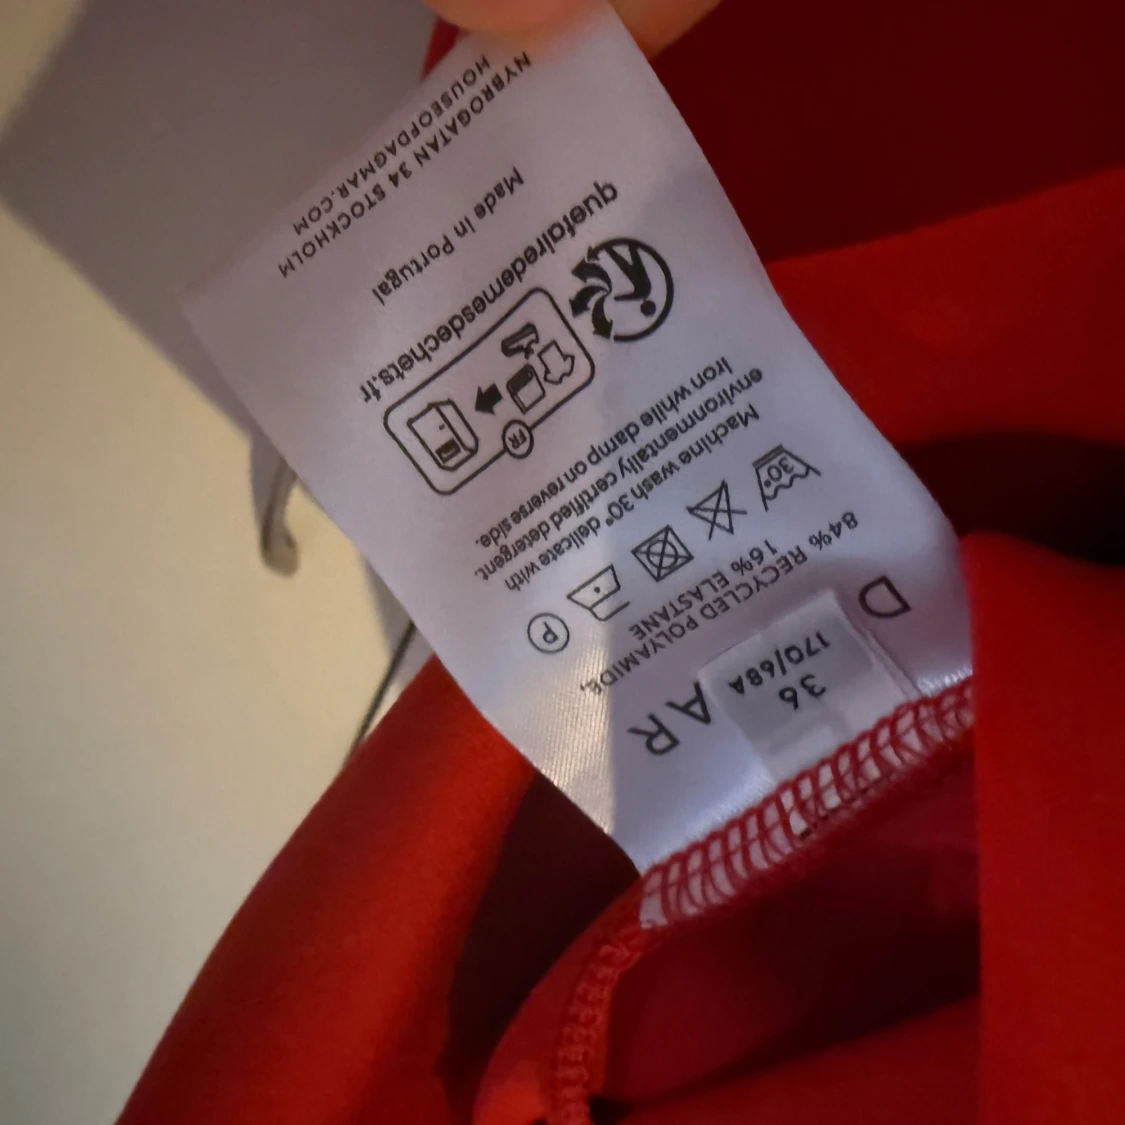 36
170/68A
D AR
84% RECYCLED POLYAMIDE,
16% ELASTANE
30°
P
Machine wash 30° delicate with
environmentally certified detergent.
Iron while damp on reverse side.
FR
quefairedemesdechets.fr
Made in Portugal
NYBROGATAN 34 STOCKHOLM
HOUSEOFDAGMAR.COM